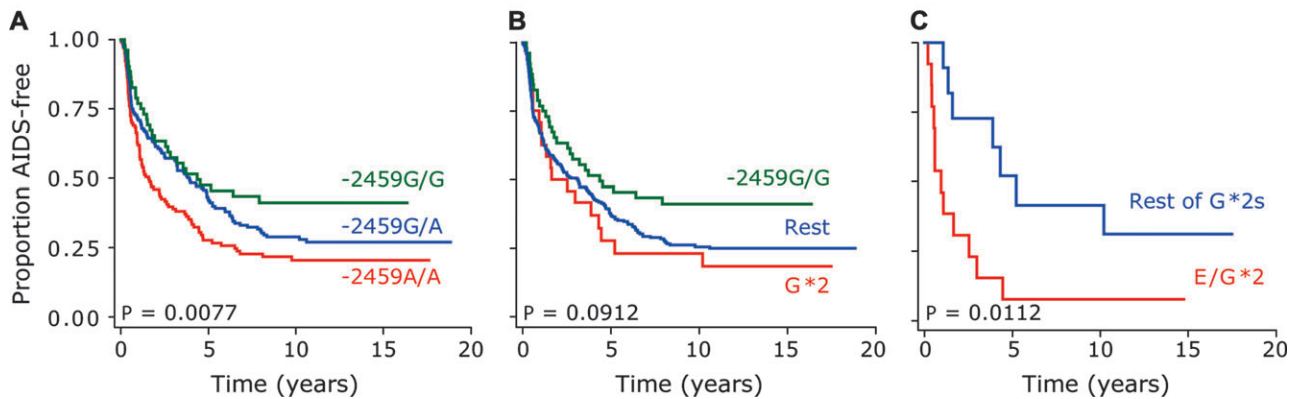 A
B
C
Proportion AIDS-free
1.00
0.75
0.50
0.25
0.00
-2459G/G
-2459G/A
-2459A/A
P = 0.0077
0 5 10 15 20
Time (years)
-2459G/G
Rest
G*2
P = 0.0912
0 5 10 15 20
Time (years)
Rest of G*2s
E/G*2
P = 0.0112
0 5 10 15 20
Time (years)